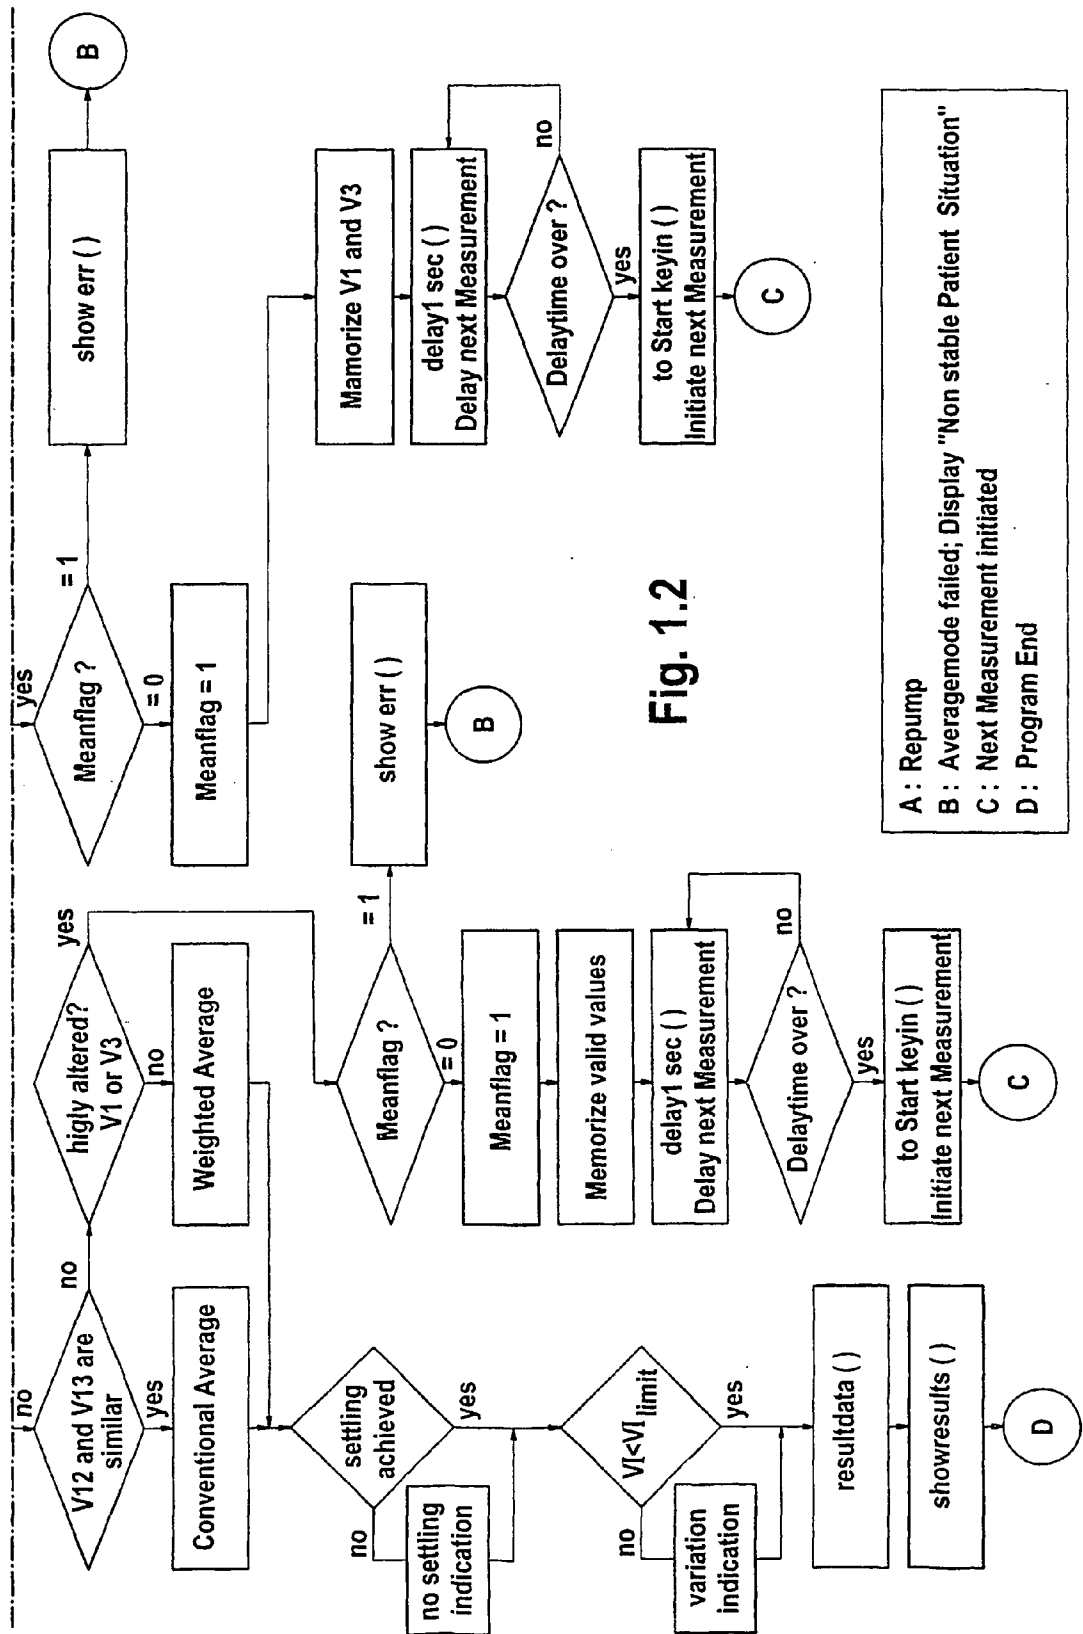 no
V12 and V13 are
similar
no
yes
Conventional Average
settling
achieved
no
yes
no settling
indication
VI<VI limit
no
yes
variation
indication
resultdata ( )
showresults ( )
D
higly altered?
V1 or V3
yes
no
Weighted Average
Meanflag ?
= 1
= 0
show err ( )
B
Meanflag = 1
Memorize valid values
delay1 sec ( )
Delay next Measurement
Delaytime over ?
no
yes
to Start keyin ( )
Initiate next Measurement
C
yes
Meanflag ?
= 1
= 0
show err ( )
B
Meanflag = 1
Mamorize V1 and V3
delay1 sec ( )
Delay next Measurement
Delaytime over ?
no
yes
to Start keyin ( )
Initiate next Measurement
C
Fig. 1.2
A : Repump
B : Averagemode failed; Display "Non stable Patient Situation"
C : Next Measurement initiated
D : Program End